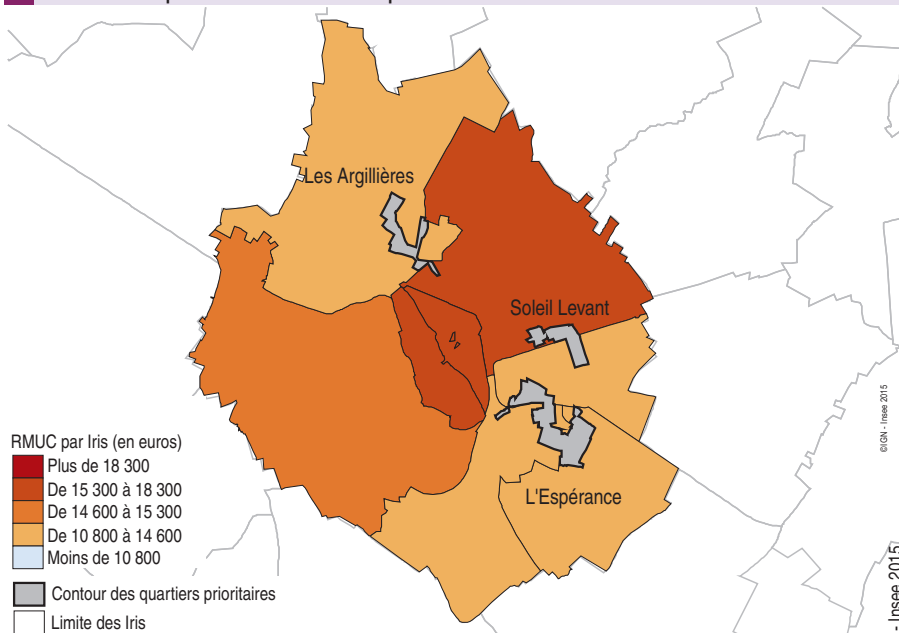 Les Argillières
Soleil Levant
L'Espérance
RMUC par Iris (en euros)
Plus de 18 300
De 15 300 à 18 300
De 14 600 à 15 300
De 10 800 à 14 600
Moins de 10 800
Contour des quartiers prioritaires
Limite des Iris
©IGN - Insee 2015
- Insee 2015